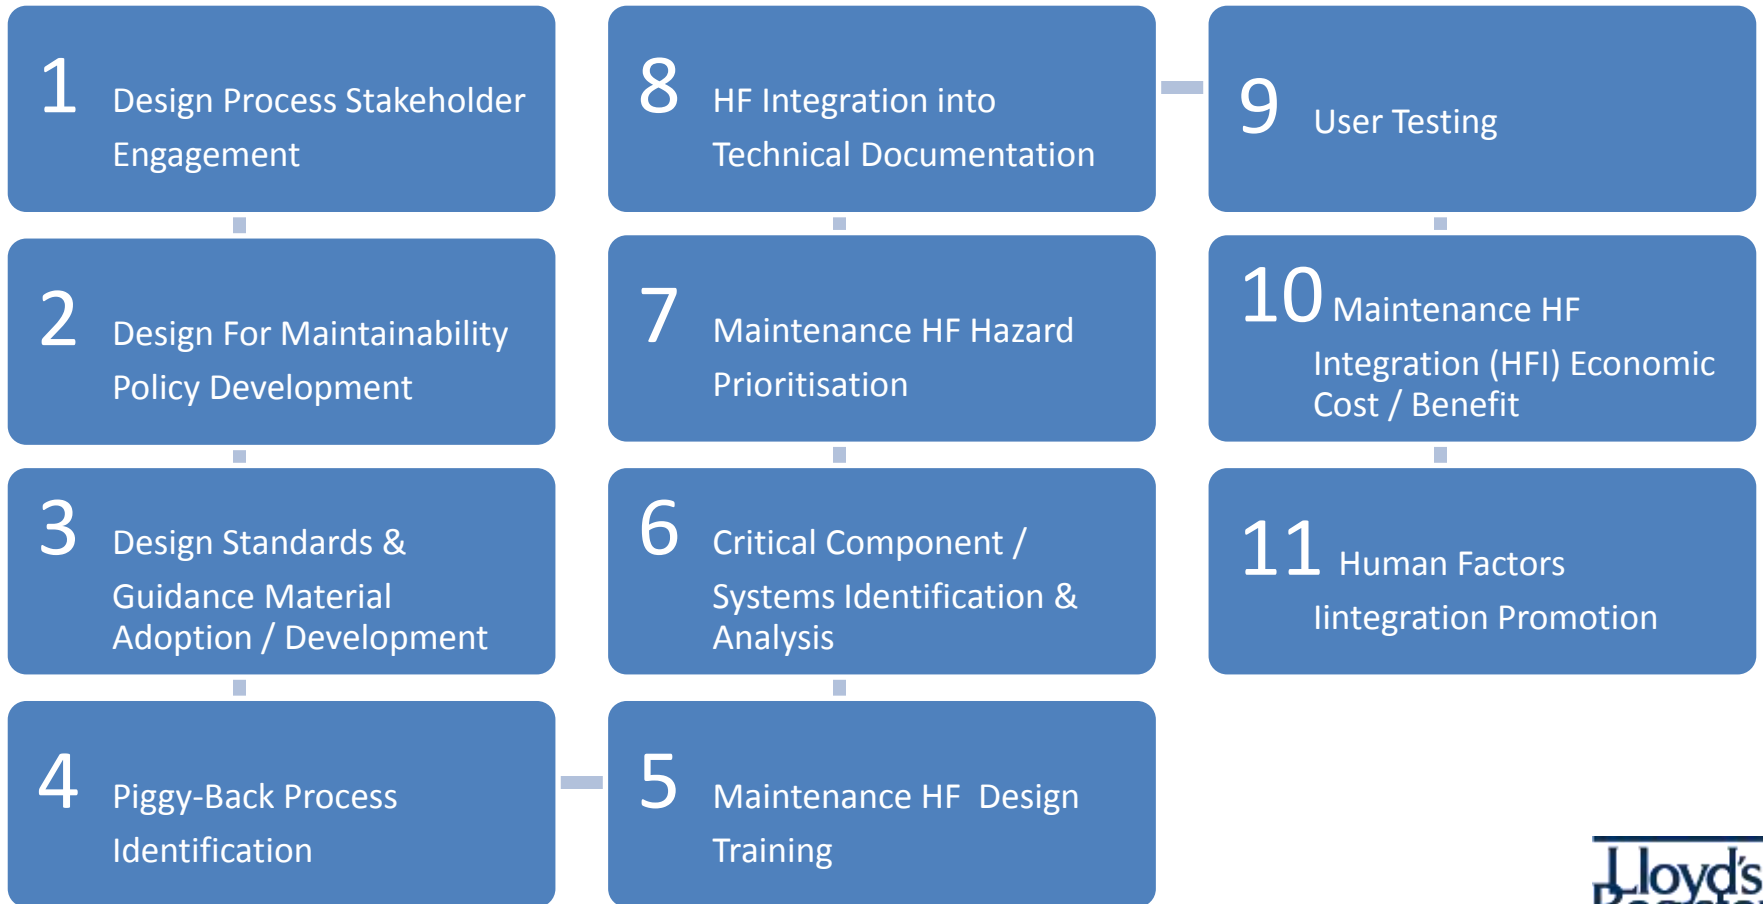 1 Design Process Stakeholder
Engagement
2 Design For Maintainability
Policy Development
3 Design Standards &
Guidance Material
Adoption / Development
4 Piggy-Back Process
Identification
5 Maintenance HF Design
Training
6 Critical Component /
Systems Identification &
Analysis
7 Maintenance HF Hazard
Prioritisation
8 HF Integration into
Technical Documentation
9 User Testing
10 Maintenance HF
Integration (HFI) Economic
Cost / Benefit
11 Human Factors
Iintegration Promotion
Lloyd's
Register